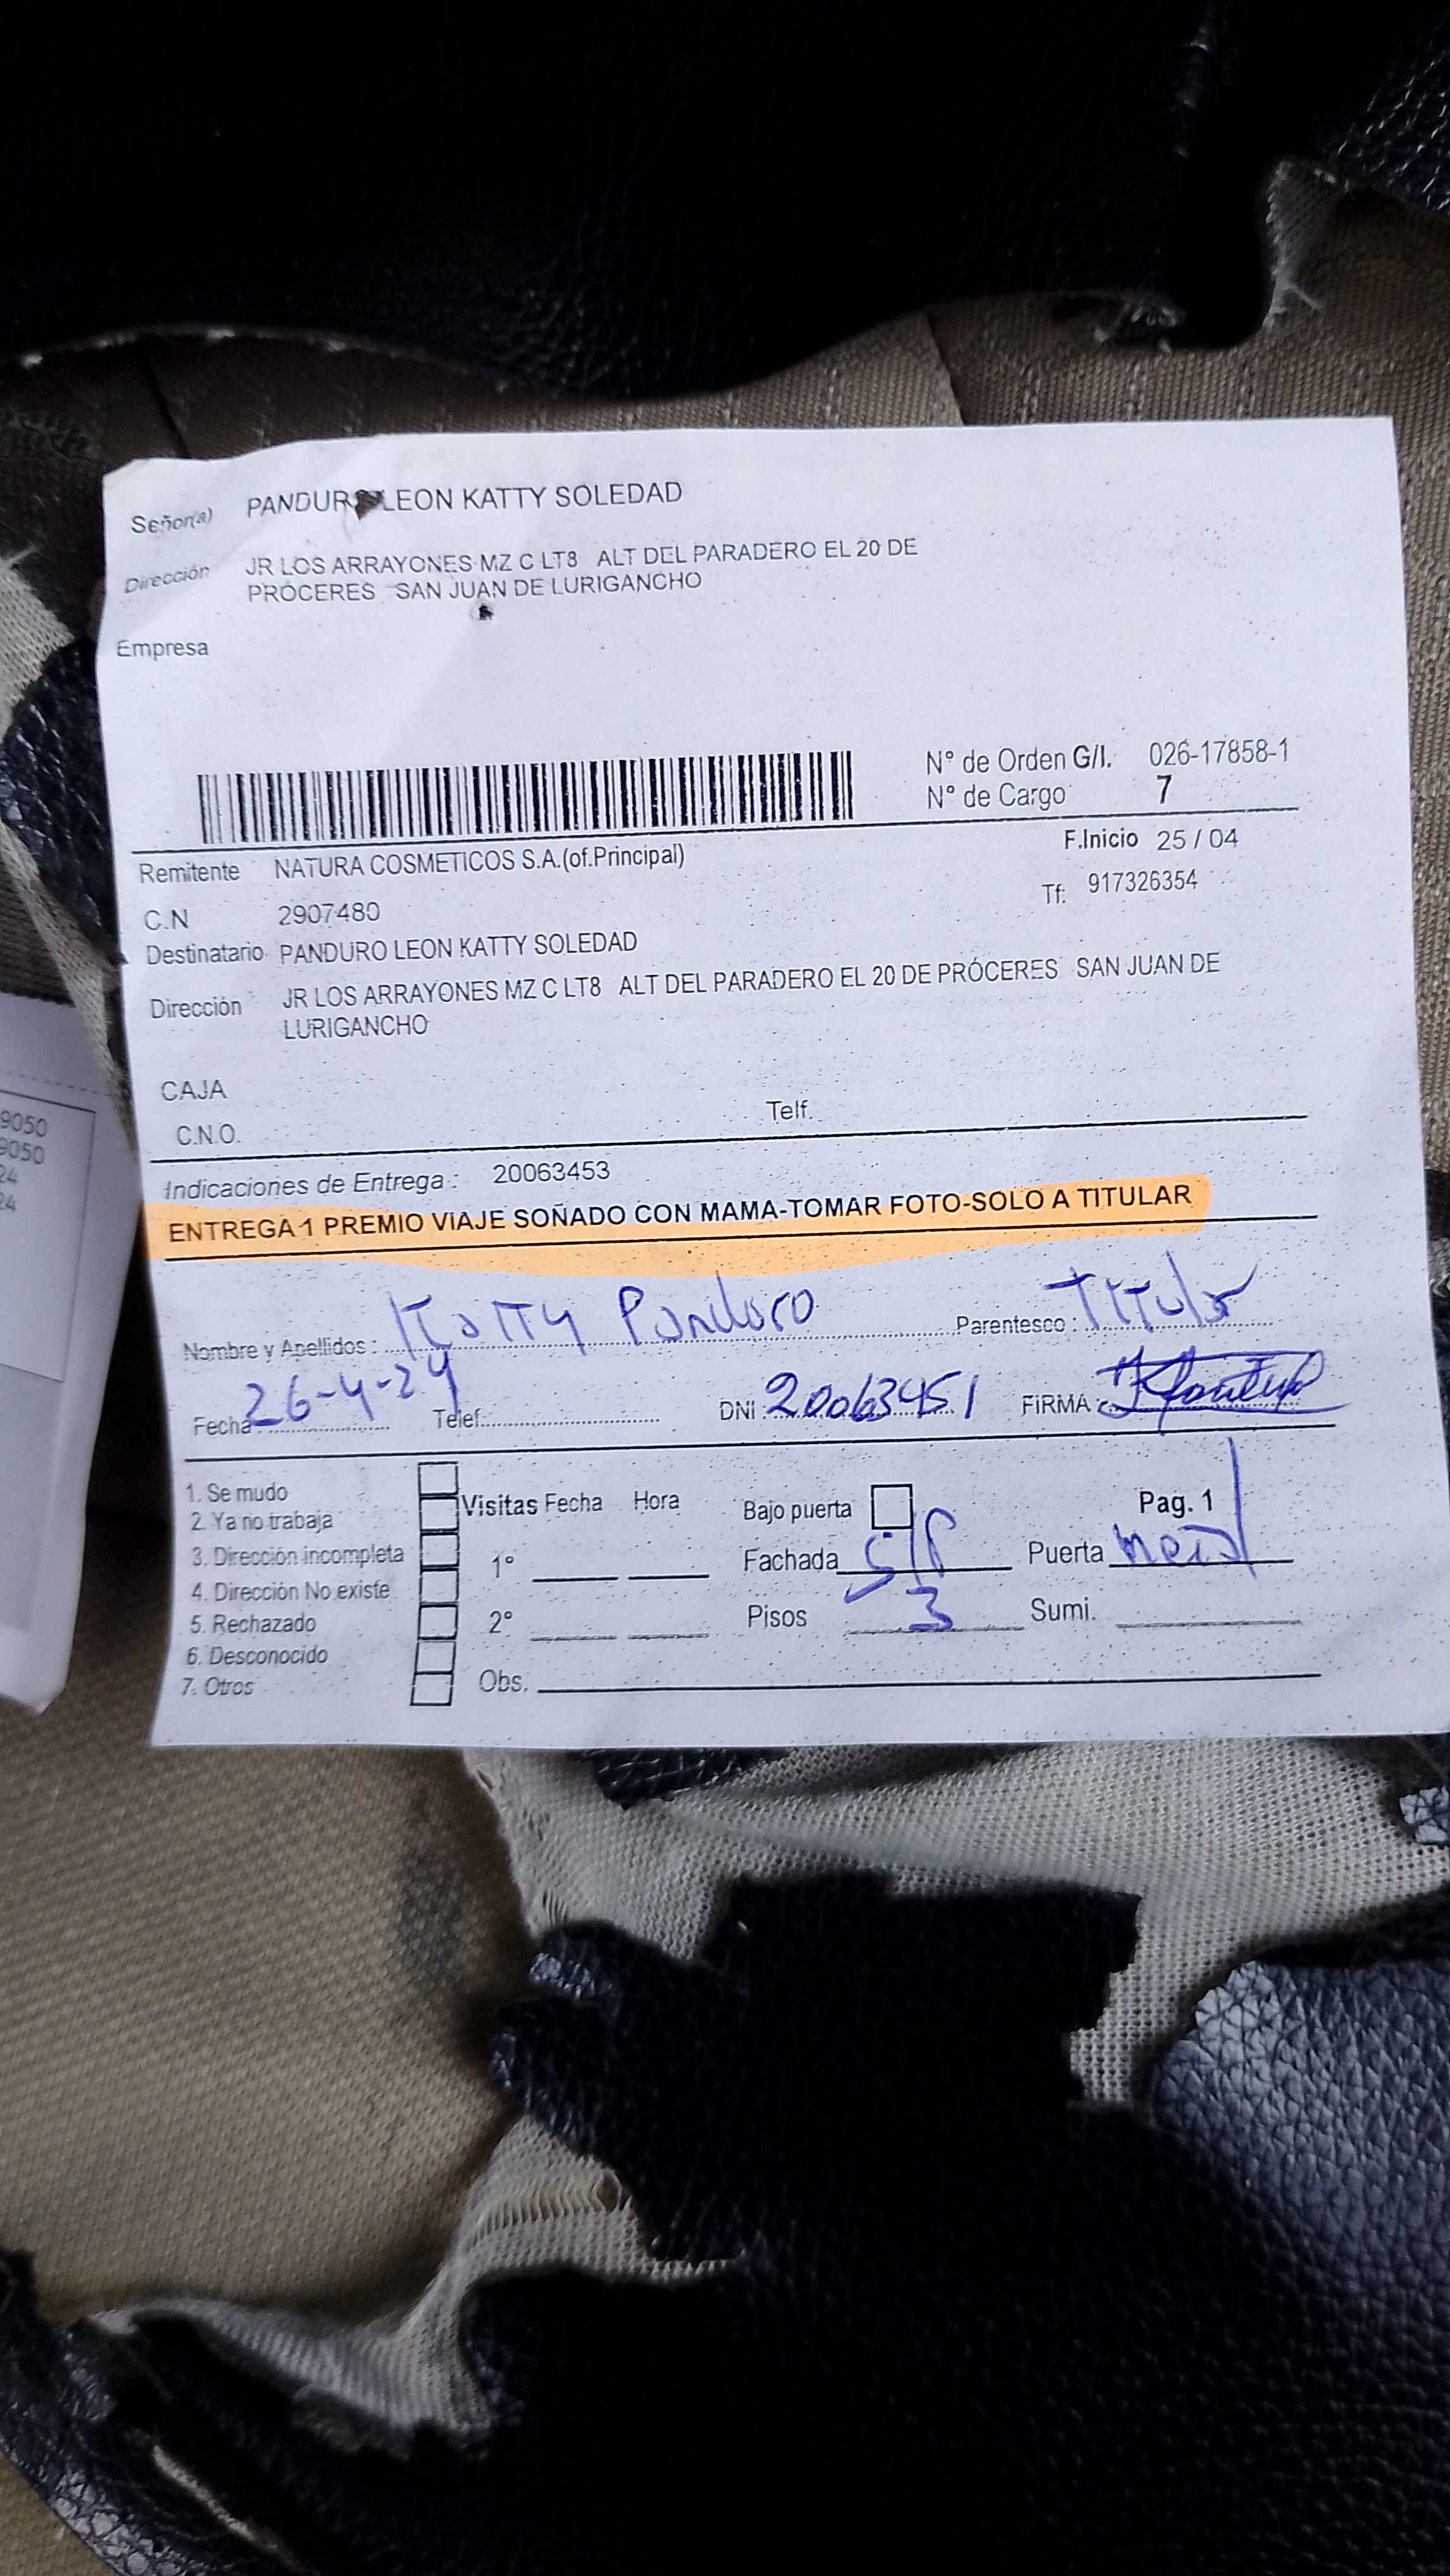 Señor(a) PANDURO LEON KATTY SOLEDAD
Dirección JR LOS ARRAYONES MZ C LT8 ALT DEL PARADERO EL 20 DE
PRÓCERES SAN JUAN DE LURIGANCHO
Empresa
N° de Orden G/I. 026-17858-1
N° de Cargo 7
F.Inicio 25 / 04
Remitente NATURA COSMETICOS S.A.(of.Principal)
Tf: 917326354
C.N 2907480
Destinatario PANDURO LEON KATTY SOLEDAD
Dirección JR LOS ARRAYONES MZ C LT8 ALT DEL PARADERO EL 20 DE PRÓCERES SAN JUAN DE
LURIGANCHO
CAJA
C.N.O. Telf.
Indicaciones de Entrega : 20063453
ENTREGA 1 PREMIO VIAJE SOÑADO CON MAMA-TOMAR FOTO-SOLO A TITULAR
Nombre y Apellidos : Katty Panduro Parentesco : Titular
Fecha 26-4-24 Telef. DNI 20063451 FIRMA
1. Se mudo
2. Ya no trabaja
3. Dirección incompleta
4. Dirección No existe
5. Rechazado
6. Desconocido
7. Otros
Visitas Fecha Hora
1°
2°
Obs.
Bajo puerta Pag. 1
Fachada Puerta
Pisos 3 Sumi.
9050
9050
24
24